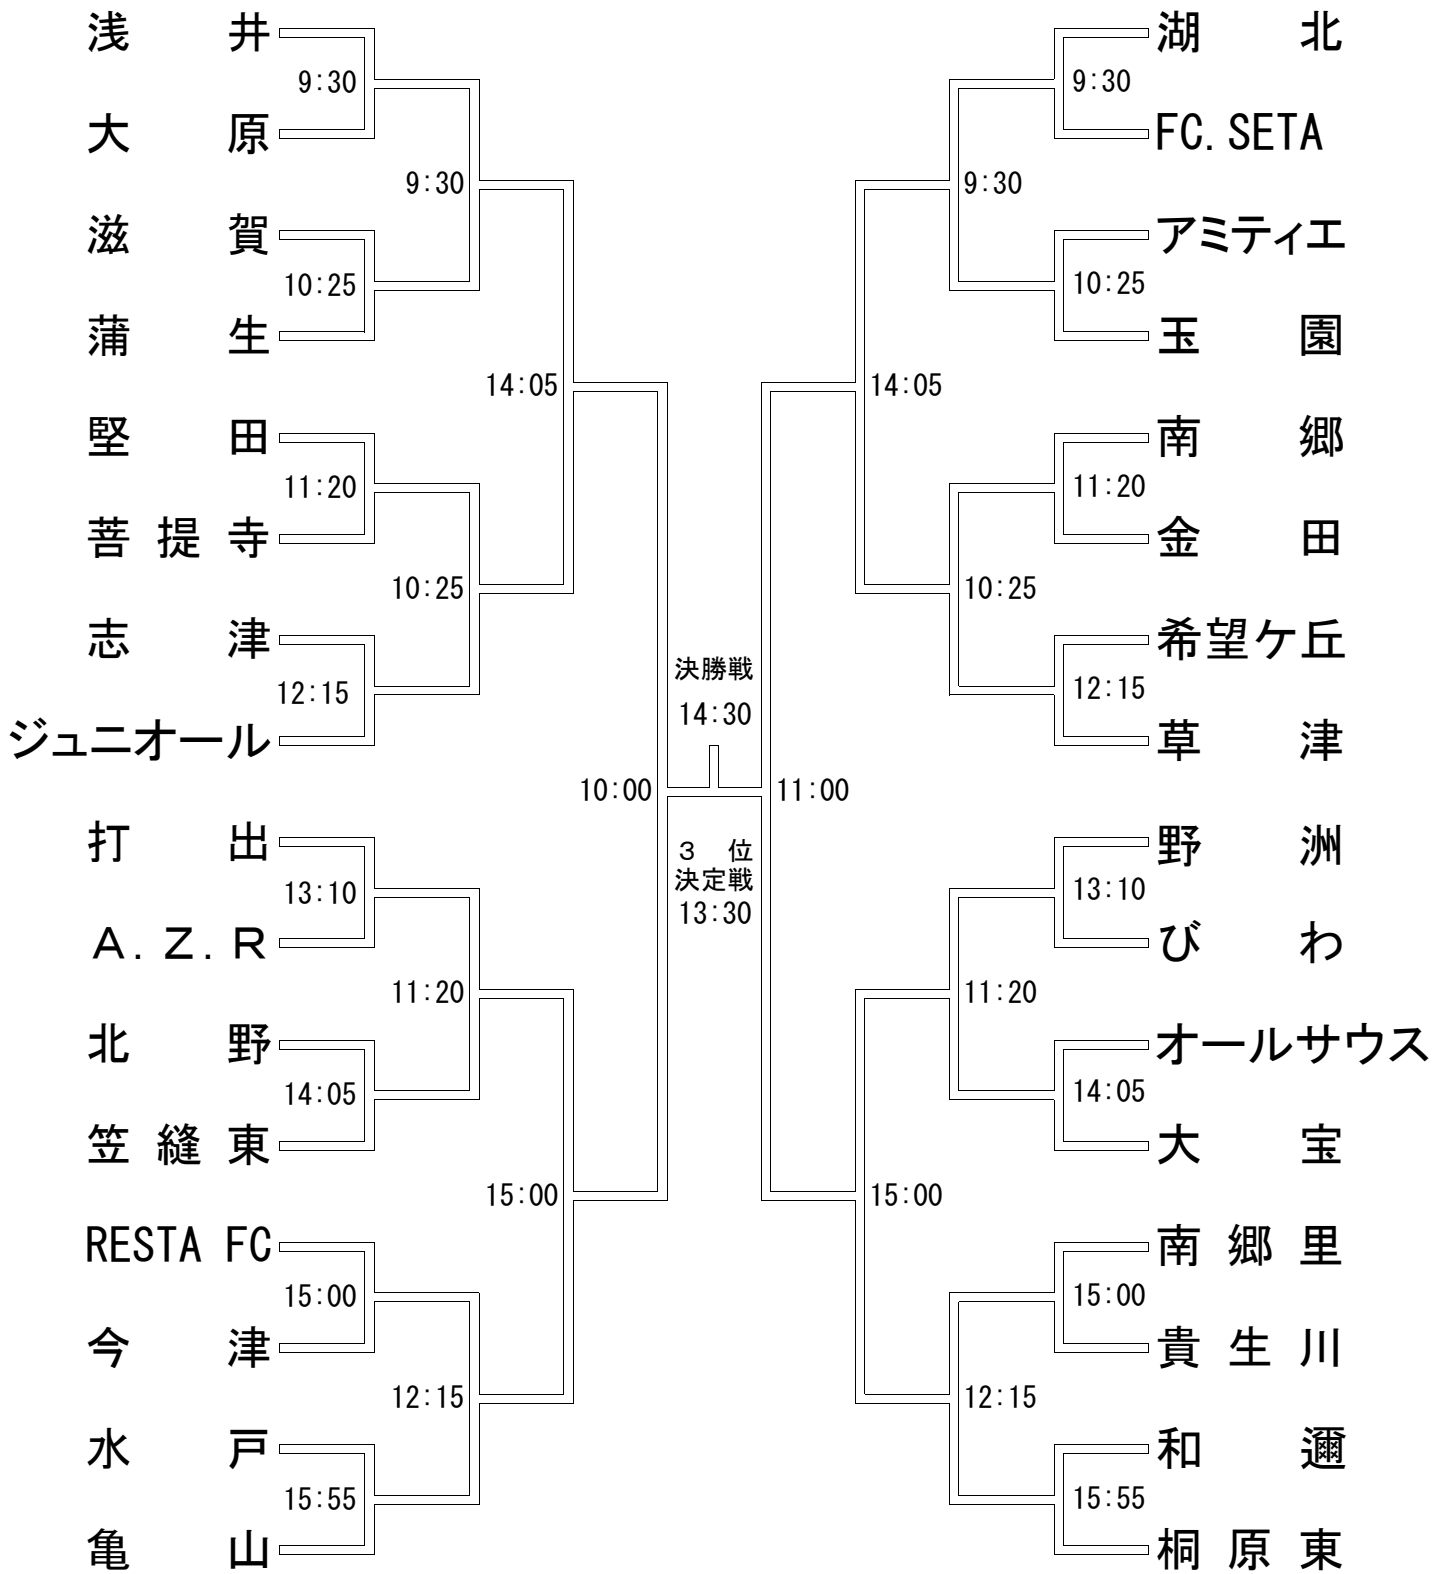 浅井
9:30
大原
9:30
滋賀
10:25
蒲生
14:05
堅田
11:20
菩提寺
10:25
志津
12:15
ジュニオール
10:00
打出
13:10
A.Z.R
11:20
北野
14:05
笠縫東
15:00
RESTA FC
15:00
今津
12:15
水戸
15:55
亀山
決勝戦
14:30
3 位
決定戦
13:30
湖北
9:30
FC.SETA
9:30
アミティエ
10:25
玉園
14:05
南郷
11:20
金田
10:25
希望ケ丘
12:15
草津
11:00
野洲
13:10
びわ
11:20
オールサウス
14:05
大宝
15:00
南郷里
15:00
貴生川
12:15
和邇
15:55
桐原東